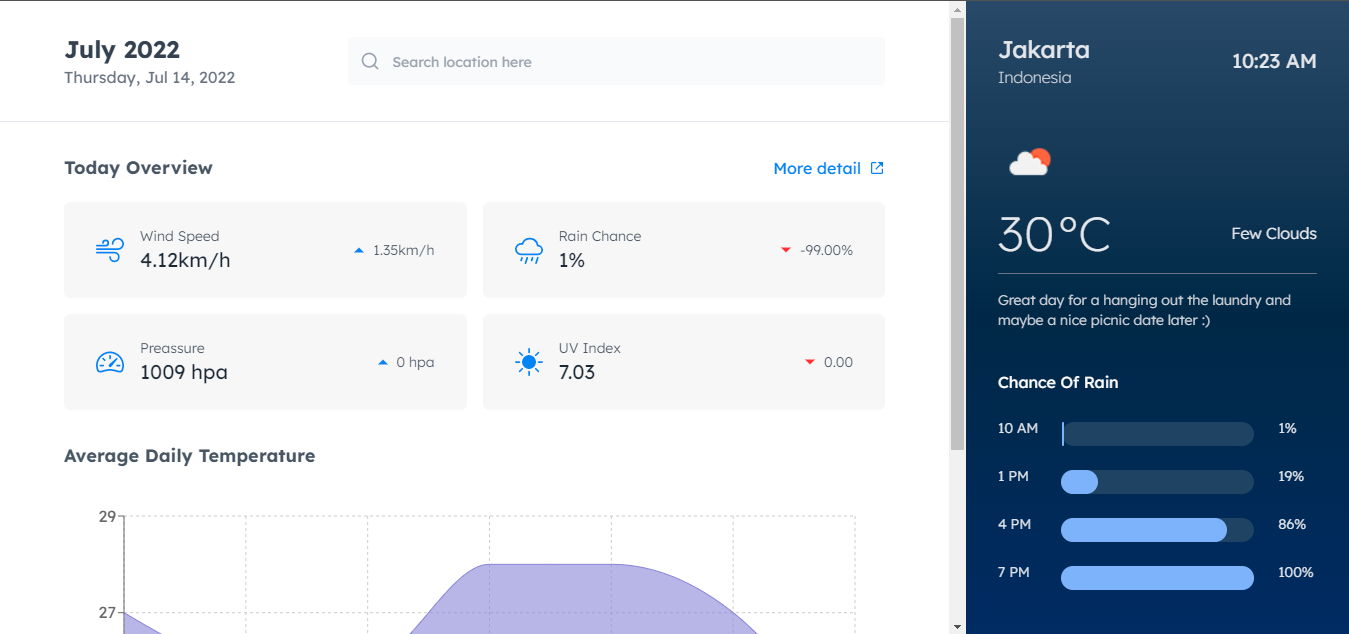 July 2022
Thursday, Jul 14, 2022
Search location here
Today Overview
More detail
Wind Speed
4.12km/h
1.35km/h
Rain Chance
1%
-99.00%
Preassure
1009 hpa
0 hpa
UV Index
7.03
0.00
Average Daily Temperature
29
27
Jakarta
Indonesia
10:23 AM
30°C
Few Clouds
Great day for a hanging out the laundry and
maybe a nice picnic date later :)
Chance Of Rain
10 AM 1%
1 PM 19%
4 PM 86%
7 PM 100%